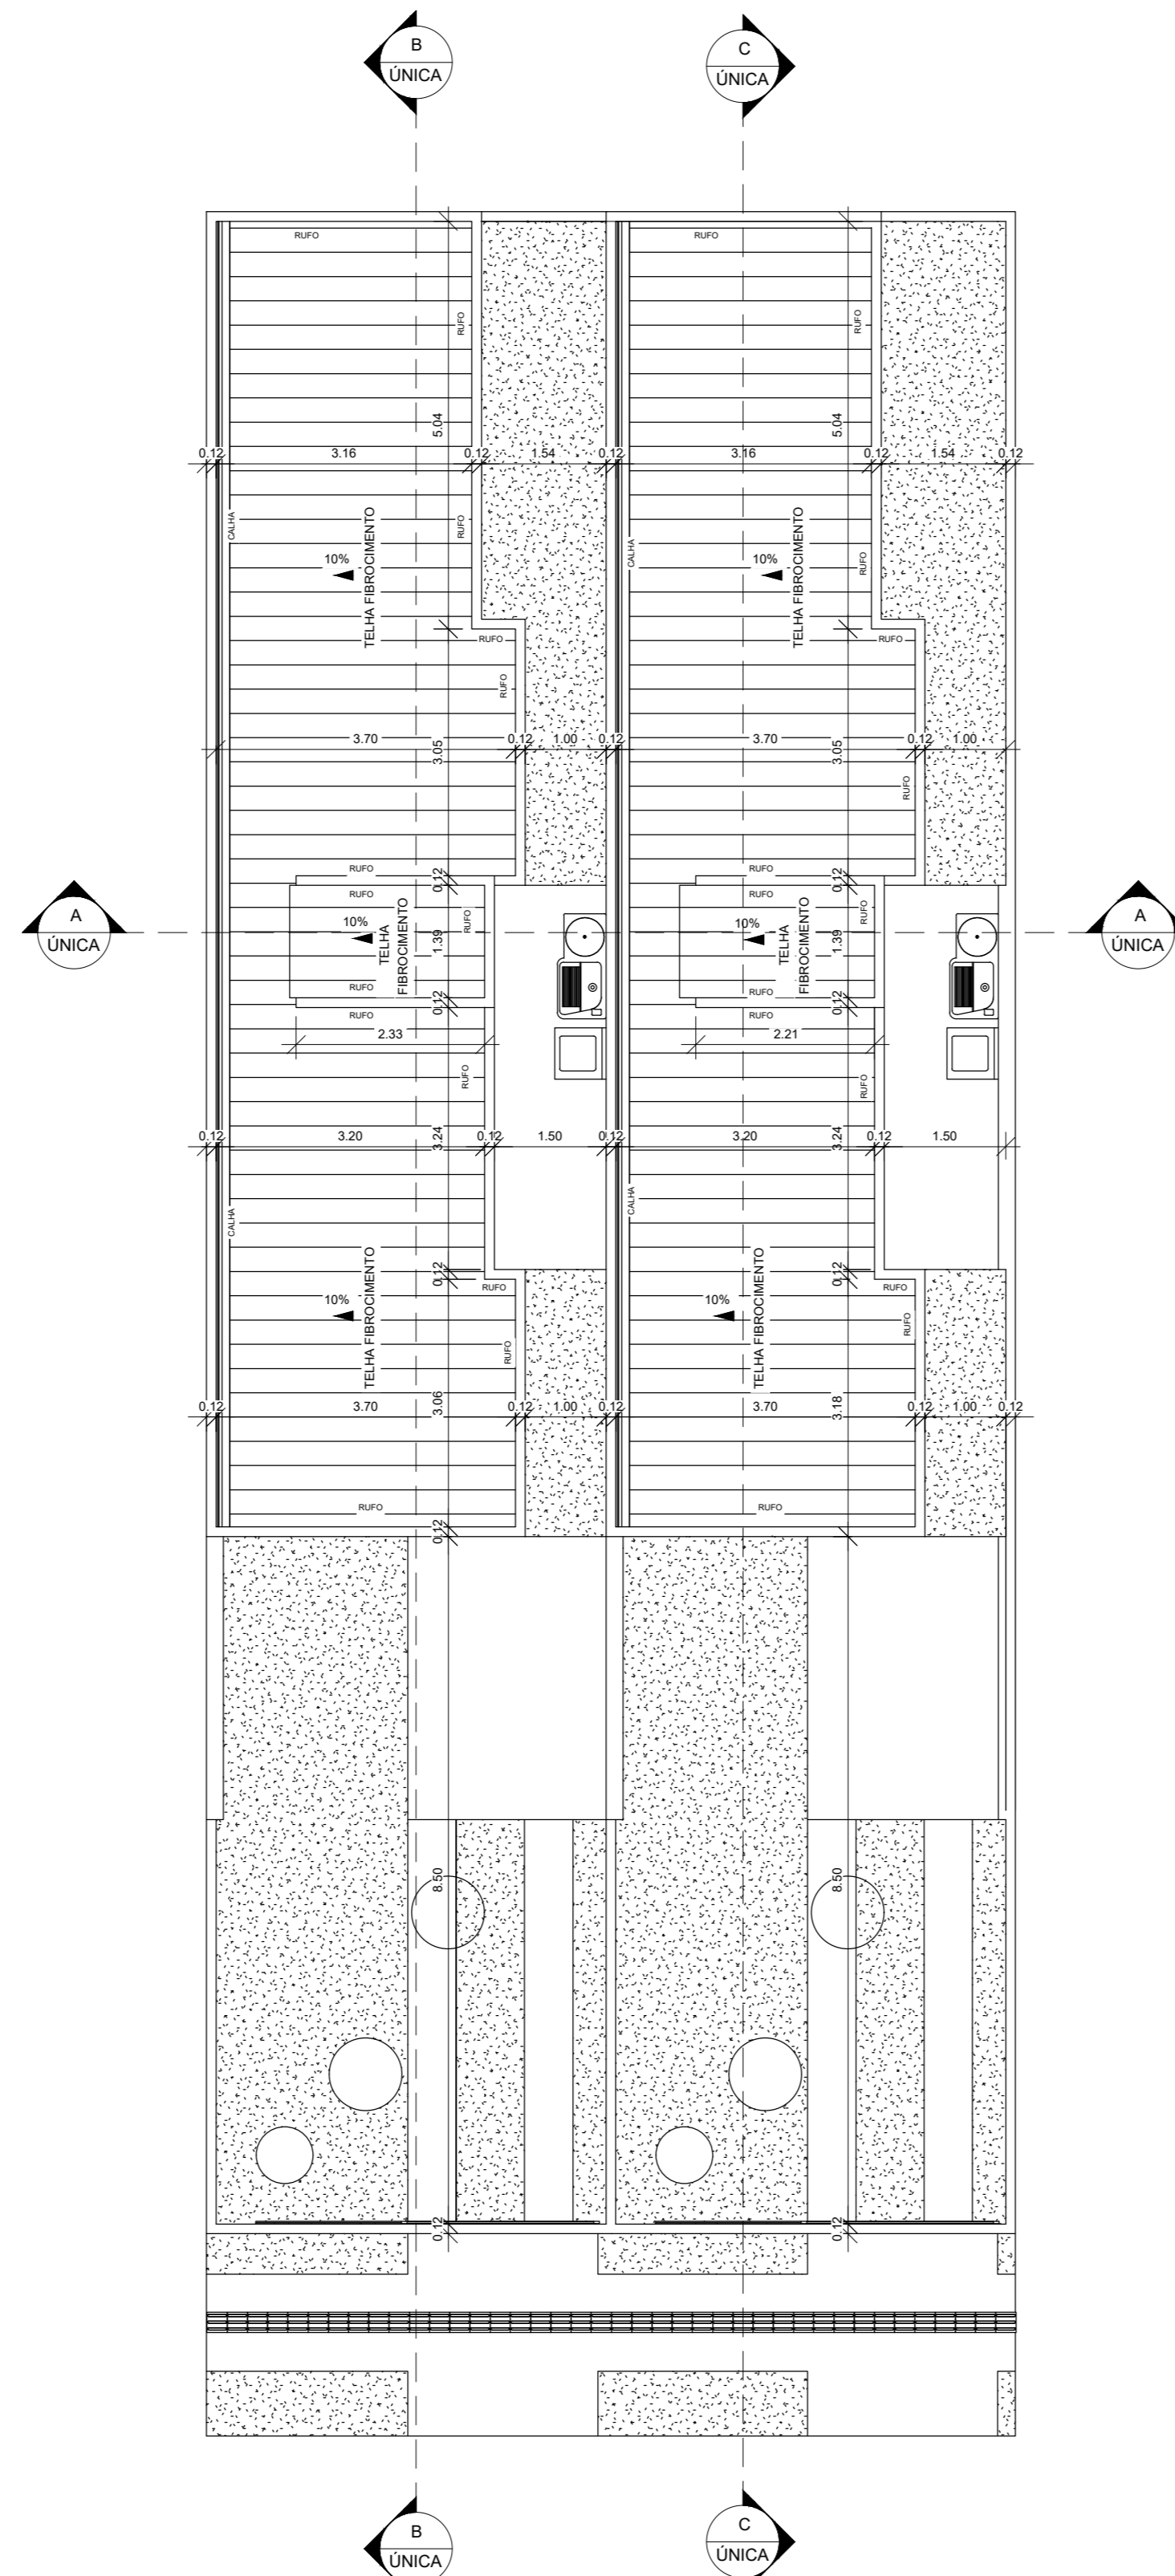 B
ÚNICA
C
ÚNICA
RUFO
RUFO
RUFO
RUFO
5.04
5.04
0.12
3.16
0.12
1.54
0.12
3.16
0.12
1.54
0.12
CALHA
RUFO
CALHA
RUFO
10%
TELHA FIBROCIMENTO
10%
TELHA FIBROCIMENTO
RUFO
RUFO
RUFO
RUFO
3.70
3.05
0.12
1.00
0.12
3.70
3.05
0.12
1.00
RUFO
RUFO
0.12
RUFO
0.12
RUFO
RUFO
A
ÚNICA
10%
TELHA
FIBROCIMENTO
1.39
RUFO
10%
TELHA
FIBROCIMENTO
1.39
RUFO
A
ÚNICA
RUFO
0.12
RUFO
0.12
RUFO
RUFO
2.33
2.21
RUFO
RUFO
0.12
3.20
3.24
0.12
1.50
0.12
3.20
3.24
0.12
1.50
CALHA
CALHA
0.12
RUFO
0.12
RUFO
10%
TELHA FIBROCIMENTO
10%
TELHA FIBROCIMENTO
RUFO
RUFO
0.12
3.70
3.06
0.12
1.00
0.12
3.70
3.18
0.12
1.00
0.12
RUFO
RUFO
0.12
8.50
8.50
0.12
0.12
B
ÚNICA
C
ÚNICA